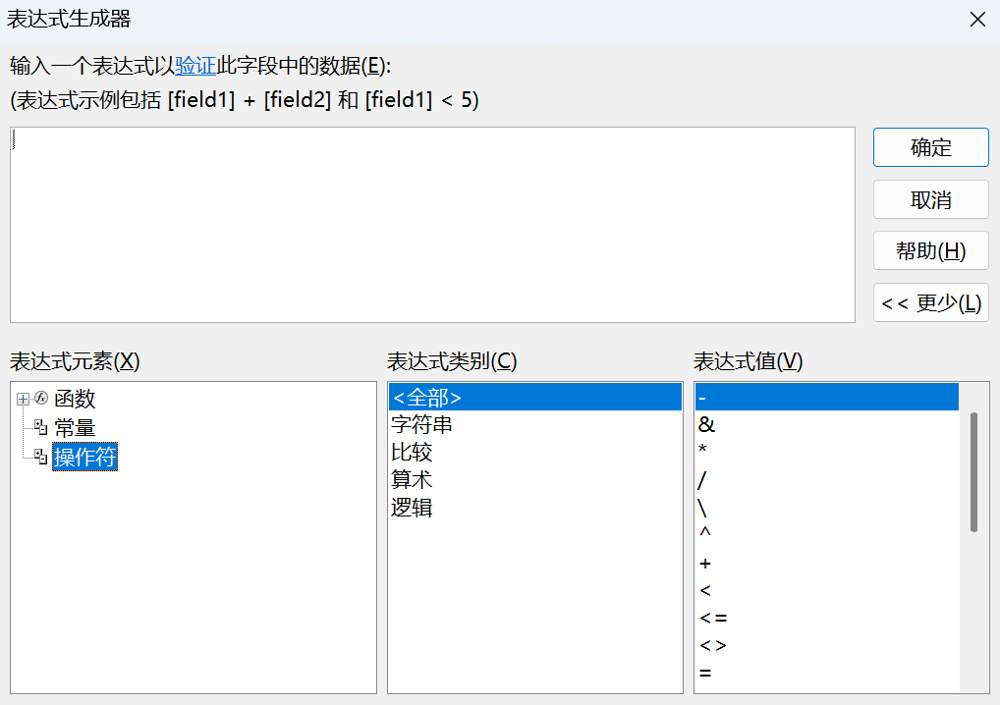 表达式生成器
输入一个表达式以验证此字段中的数据(E):
(表达式示例包括 [field1] + [field2] 和 [field1] < 5)
确定
取消
帮助(H)
<< 更少(L)
表达式元素(X)
函数
常量
操作符
表达式类别(C)
<全部>
字符串
比较
算术
逻辑
表达式值(V)
-
&
*
/
\
^
+
<
<=
<>
=